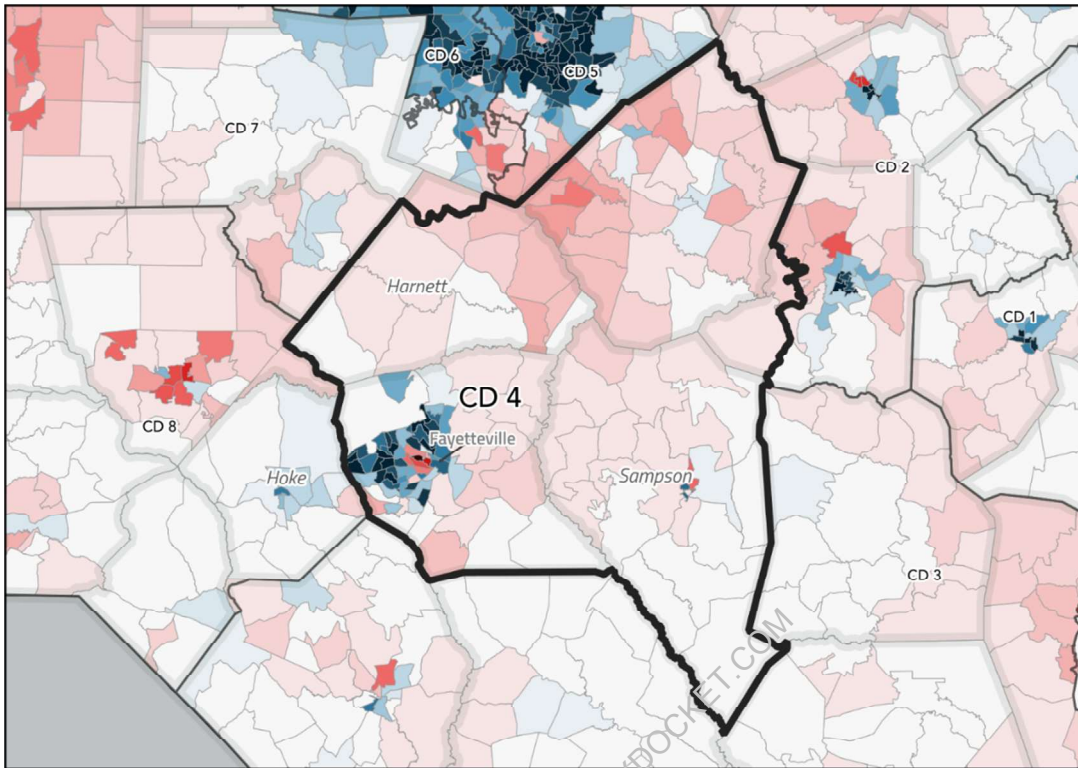 CD 6
CD 5
CD 7
CD 2
Harnett
CD 1
CD 4
CD 8
Fayetteville
Hoke
Sampson
CD 3
DOCKET.COM